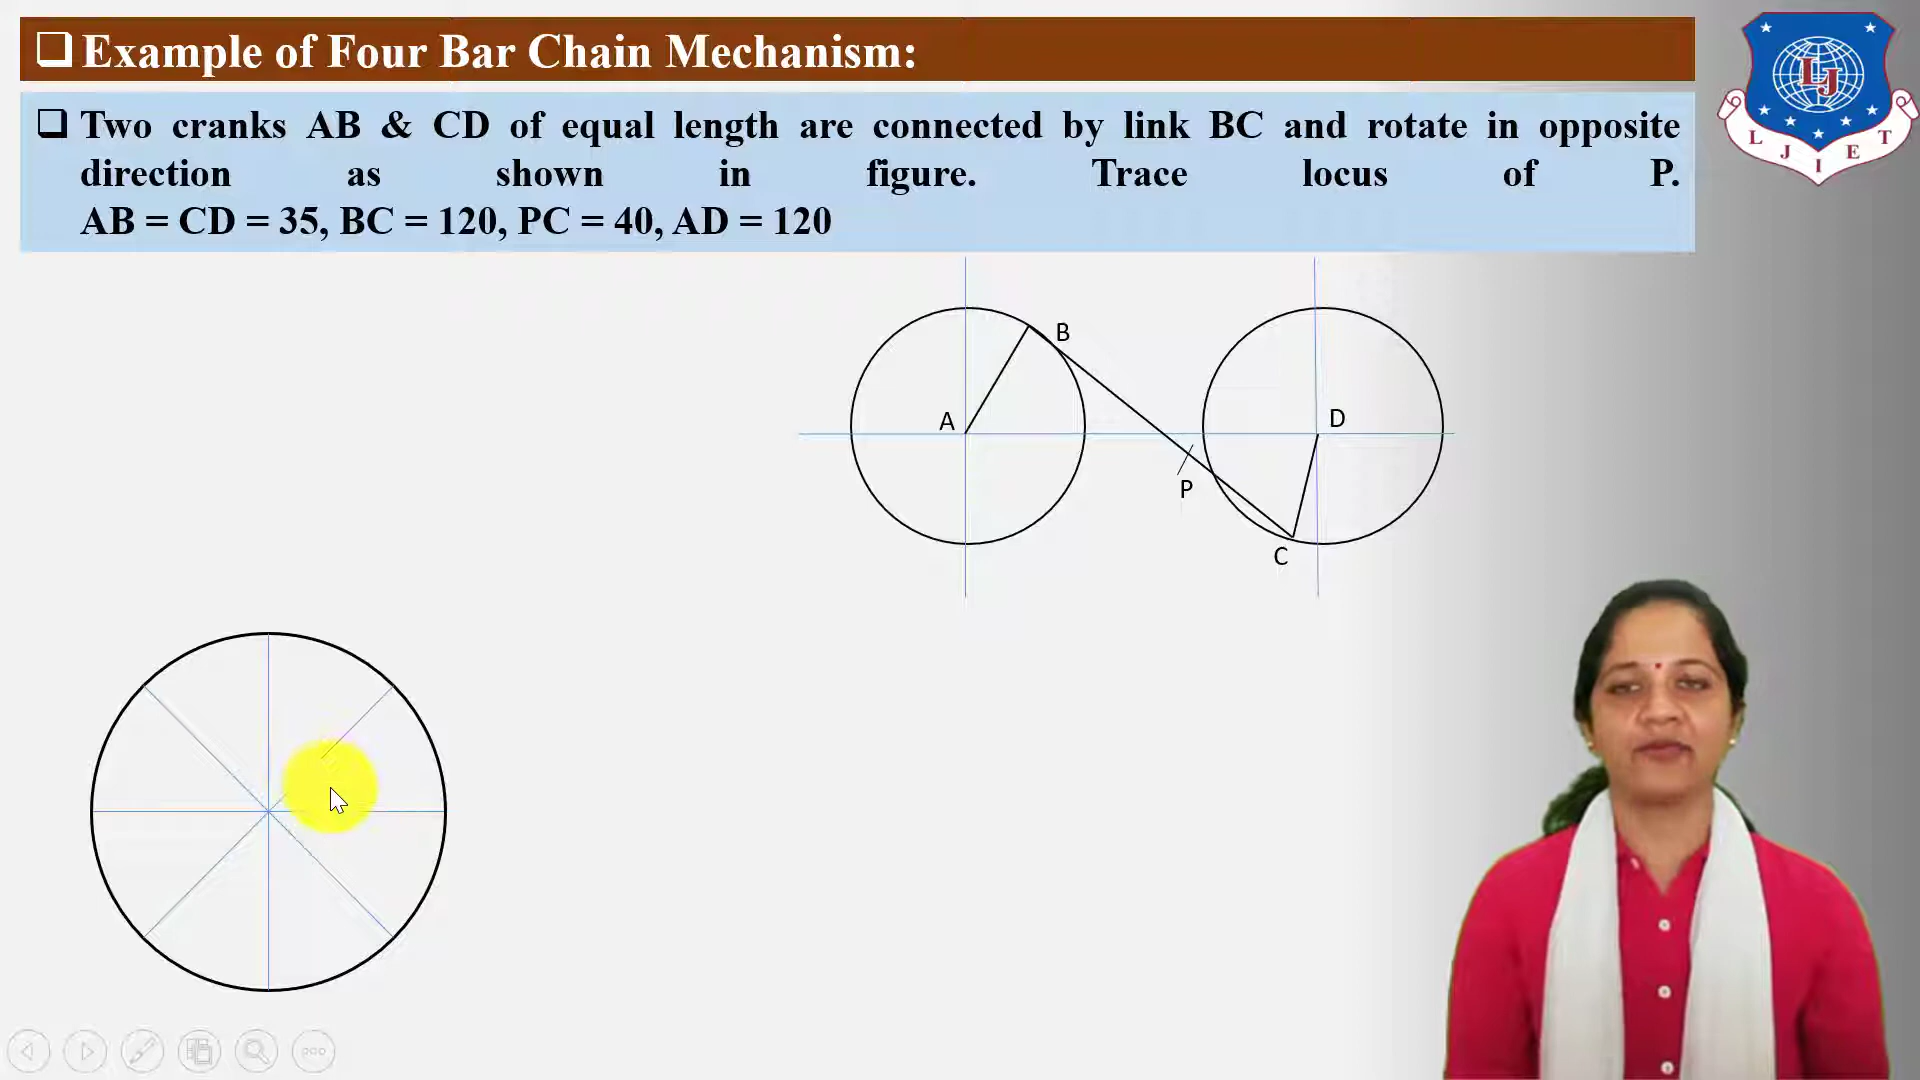 Example of Four Bar Chain Mechanism:
Two cranks AB & CD of equal length are connected by link BC and rotate in opposite
direction as shown in figure. Trace locus of P.
AB = CD = 35, BC = 120, PC = 40, AD = 120
LJ
L J I E T
B
A
D
P
C